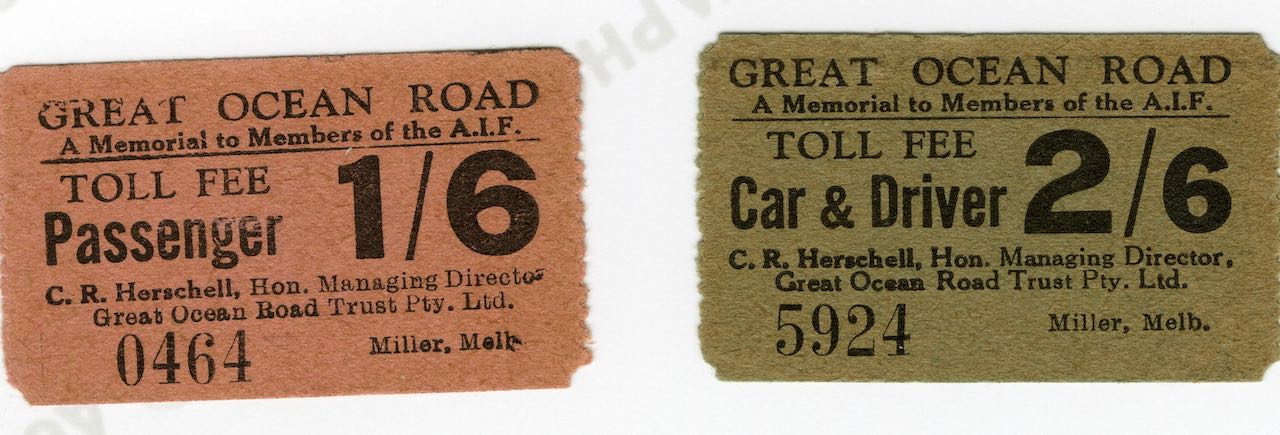 GREAT OCEAN ROAD
A Memorial to Members of the A.I.F.
TOLL FEE
Passenger
1/6
C. R. Herschell, Hon. Managing Director
Great Ocean Road Trust Pty. Ltd.
0464
Miller, Melb.
GREAT OCEAN ROAD
A Memorial to Members of the A.I.F.
TOLL FEE
Car & Driver
2/6
C. R. Herschell, Hon. Managing Director,
Great Ocean Road Trust Pty. Ltd.
5924
Miller, Melb.